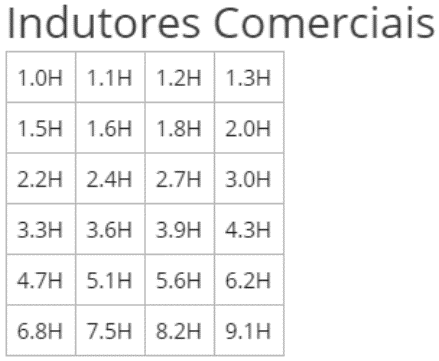 Indutores Comerciais
1.0H 1.1H 1.2H 1.3H
1.5H 1.6H 1.8H 2.0H
2.2H 2.4H 2.7H 3.0H
3.3H 3.6H 3.9H 4.3H
4.7H 5.1H 5.6H 6.2H
6.8H 7.5H 8.2H 9.1H